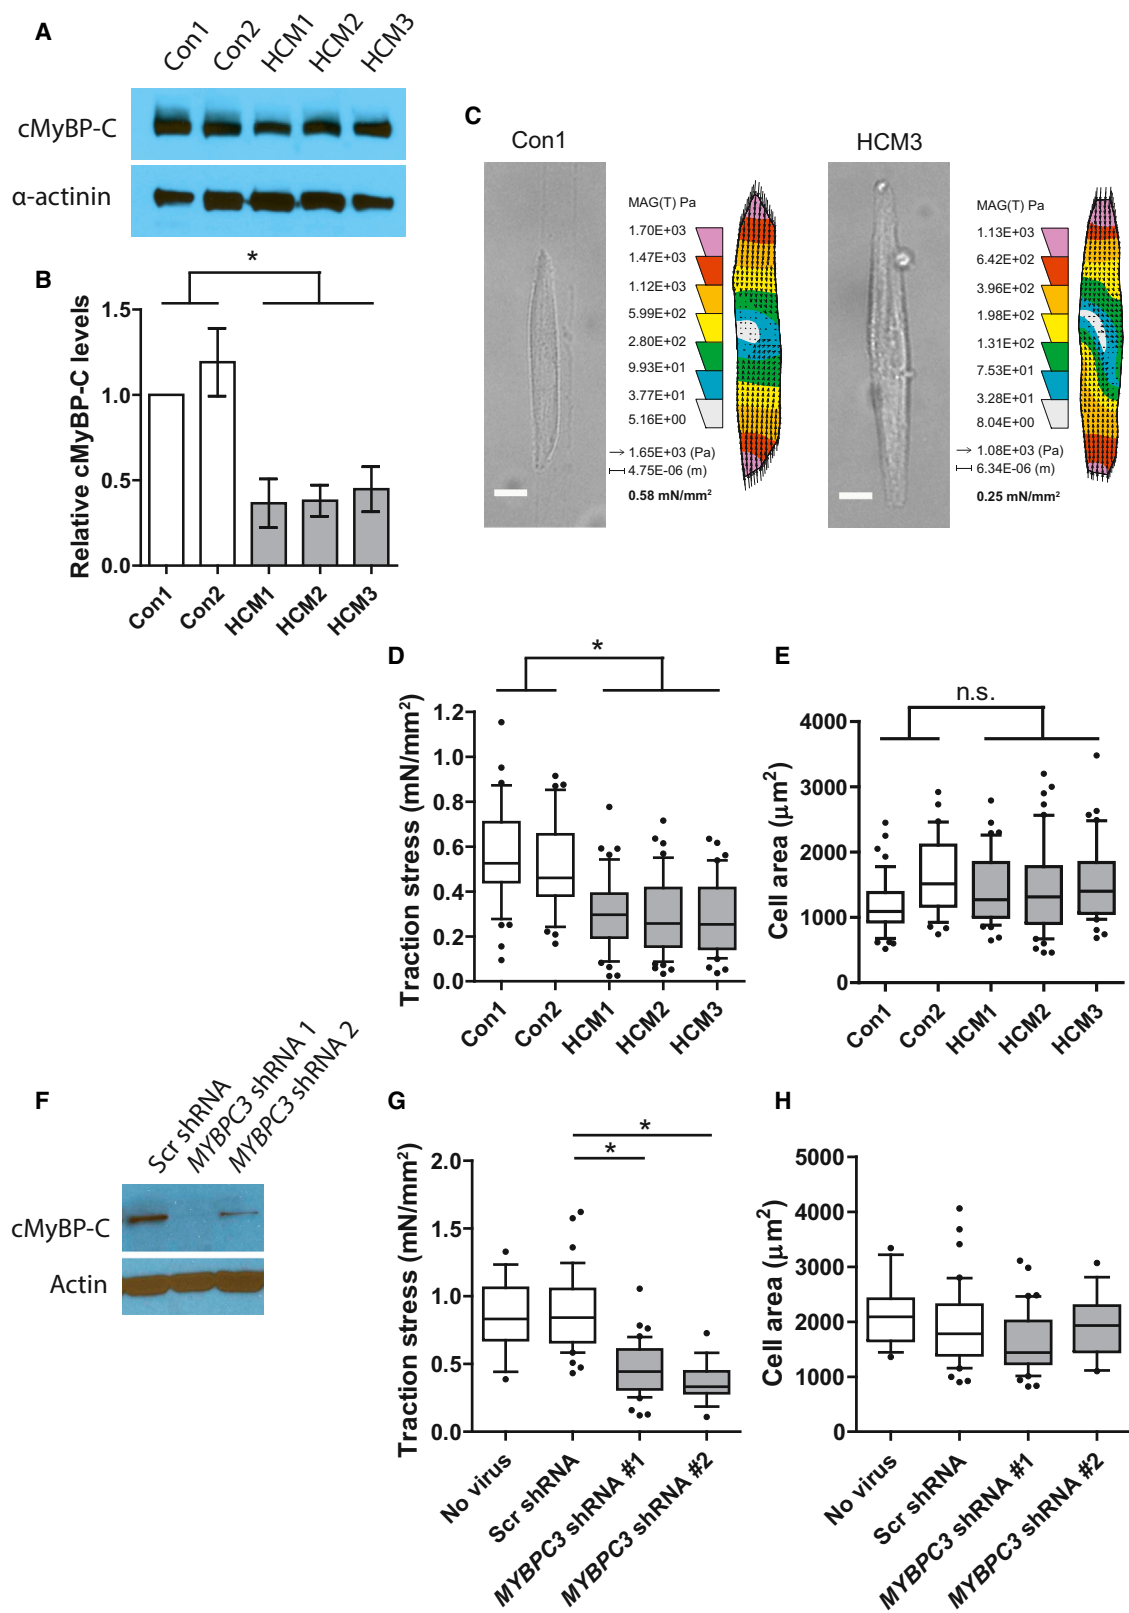 A
Con1
Con2
HCM1
HCM2
HCM3
cMyBP-C
α-actinin
B
*
Relative cMyBP-C levels
1.5
1.0
0.5
0.0
Con1
Con2
HCM1
HCM2
HCM3
C
Con1
MAG(T) Pa
1.70E+03
1.47E+03
1.12E+03
5.99E+02
2.80E+02
9.93E+01
3.77E+01
5.16E+00
1.65E+03 (Pa)
4.75E-06 (m)
0.58 mN/mm²
HCM3
MAG(T) Pa
1.13E+03
6.42E+02
3.96E+02
1.98E+02
1.31E+02
7.53E+01
3.28E+01
8.04E+00
1.08E+03 (Pa)
6.34E-06 (m)
0.25 mN/mm²
D
*
Traction stress (mN/mm²)
1.2
1.0
0.8
0.6
0.4
0.2
0.0
Con1
Con2
HCM1
HCM2
HCM3
E
n.s.
Cell area (μm²)
4000
3000
2000
1000
0
Con1
Con2
HCM1
HCM2
HCM3
F
Scr shRNA
MYBPC3 shRNA 1
MYBPC3 shRNA 2
cMyBP-C
Actin
G
*
*
Traction stress (mN/mm²)
2.0
1.5
1.0
0.5
0.0
No virus
Scr shRNA
MYBPC3 shRNA #1
MYBPC3 shRNA #2
H
Cell area (μm²)
5000
4000
3000
2000
1000
0
No virus
Scr shRNA
MYBPC3 shRNA #1
MYBPC3 shRNA #2